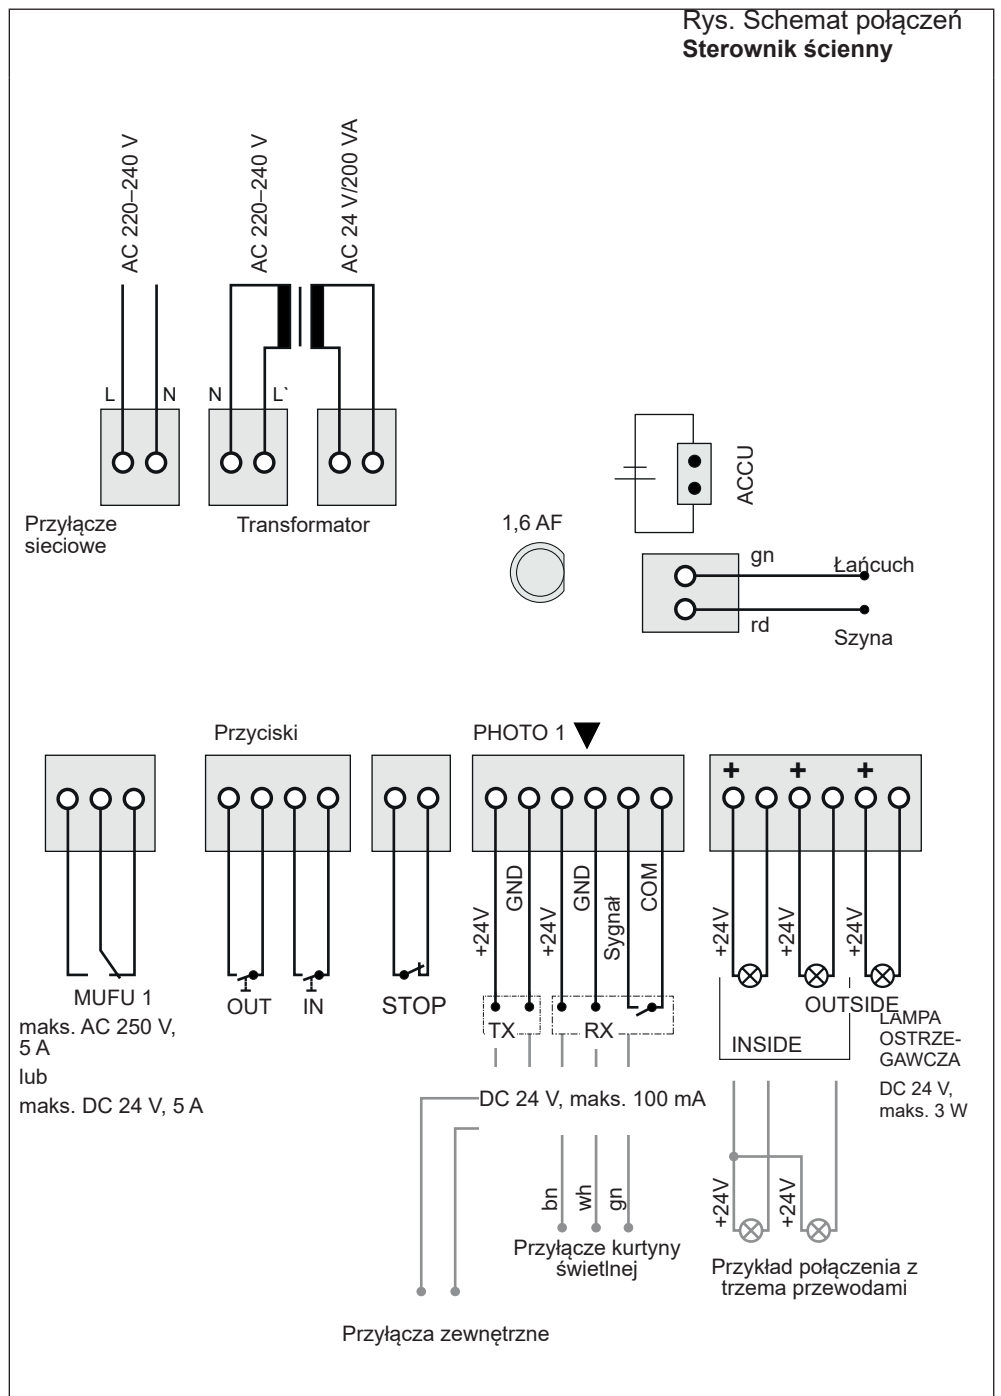 Rys. Schemat połączeń
Sterownik ścienny
AC 220–240 V
AC 220–240 V
AC 24 V/200 VA
L
N
N
L`
Przyłącze
sieciowe
Transformator
1,6 AF
ACCU
gn
Łańcuch
rd
Szyna
Przyciski
PHOTO 1
+
+
+
+24V
GND
+24V
GND
Sygnał
COM
+24V
+24V
+24V
MUFU 1
maks. AC 250 V,
5 A
lub
maks. DC 24 V, 5 A
OUT
IN
STOP
TX
RX
OUTSIDE
INSIDE
LAMPA
OSTRZE-
GAWCZA
DC 24 V,
maks. 3 W
DC 24 V, maks. 100 mA
bn
wh
gn
+24V
+24V
Przyłącze kurtyny
świetlnej
Przykład połączenia z
trzema przewodami
Przyłącza zewnętrzne